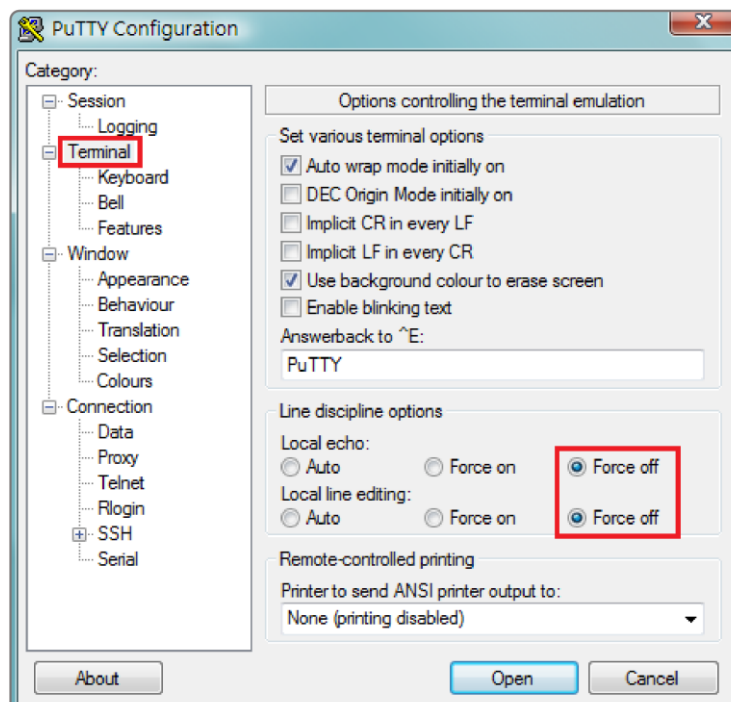 PuTTY Configuration
X
Category:
Session
Logging
Terminal
Keyboard
Bell
Features
Window
Appearance
Behaviour
Translation
Selection
Colours
Connection
Data
Proxy
Telnet
Rlogin
SSH
Serial
Options controlling the terminal emulation
Set various terminal options
Auto wrap mode initially on
DEC Origin Mode initially on
Implicit CR in every LF
Implicit LF in every CR
Use background colour to erase screen
Enable blinking text
Answerback to ^E:
PuTTY
Line discipline options
Local echo:
Auto Force on Force off
Local line editing:
Auto Force on Force off
Remote-controlled printing
Printer to send ANSI printer output to:
None (printing disabled)
About Open Cancel